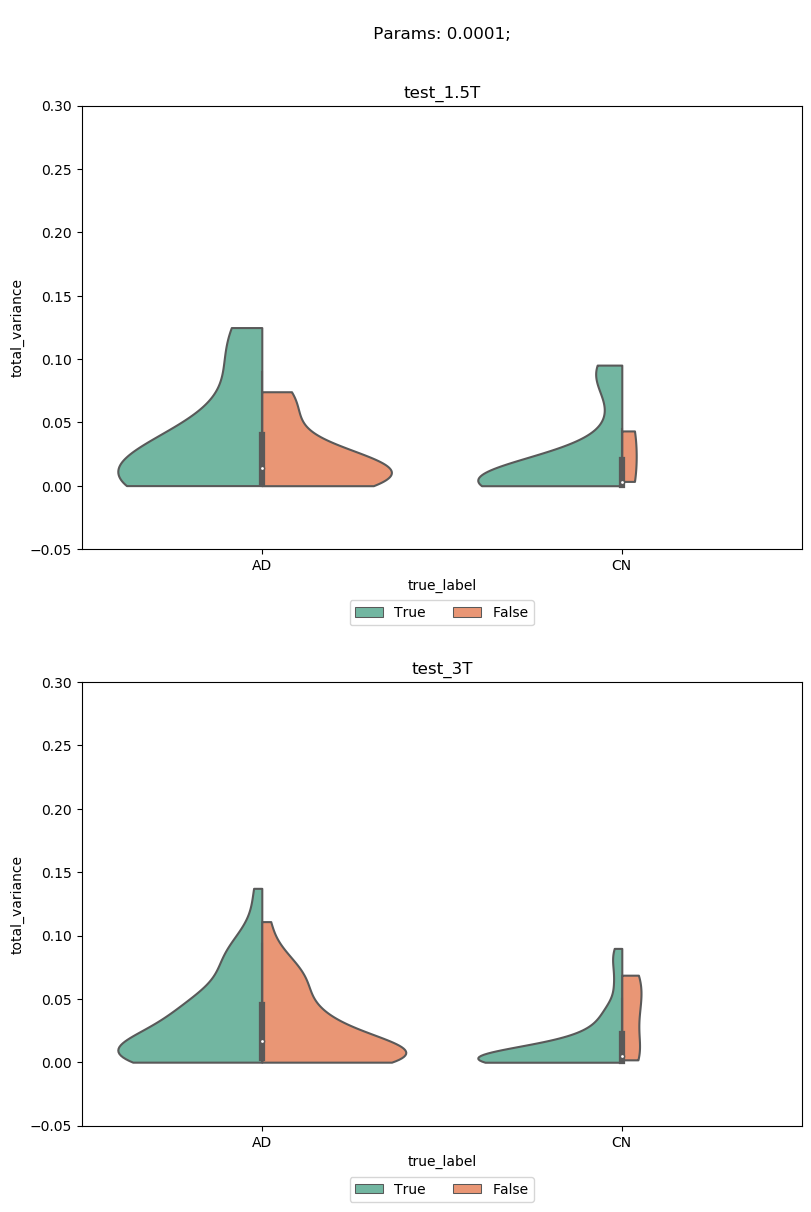 Params: 0.0001;
test_1.5T
0.30
0.25
0.20
0.15
0.10
0.05
0.00
−0.05
total_variance
AD CN
true_label
True False
test_3T
0.30
0.25
0.20
0.15
0.10
0.05
0.00
−0.05
total_variance
AD CN
true_label
True False